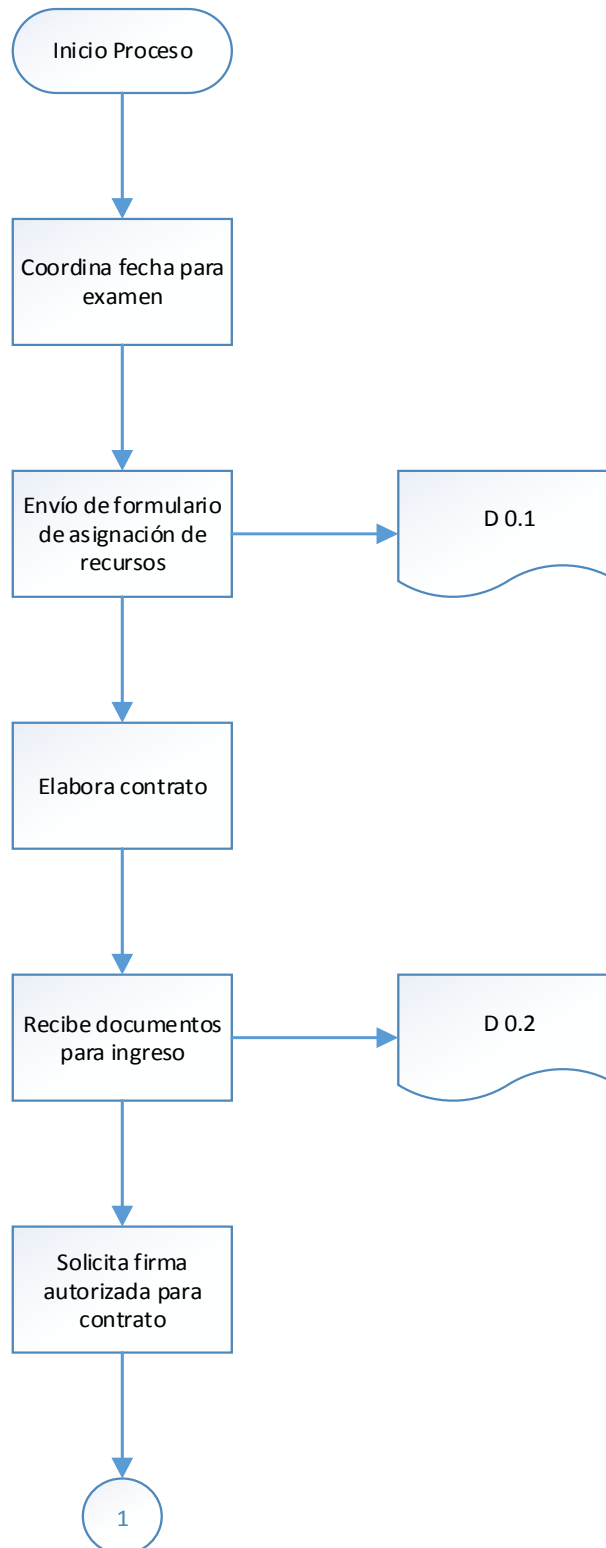 Inicio Proceso
Coordina fecha para
examen
Envío de formulario
de asignación de
recursos
D 0.1
Elabora contrato
Recibe documentos
para ingreso
D 0.2
Solicita firma
autorizada para
contrato
1